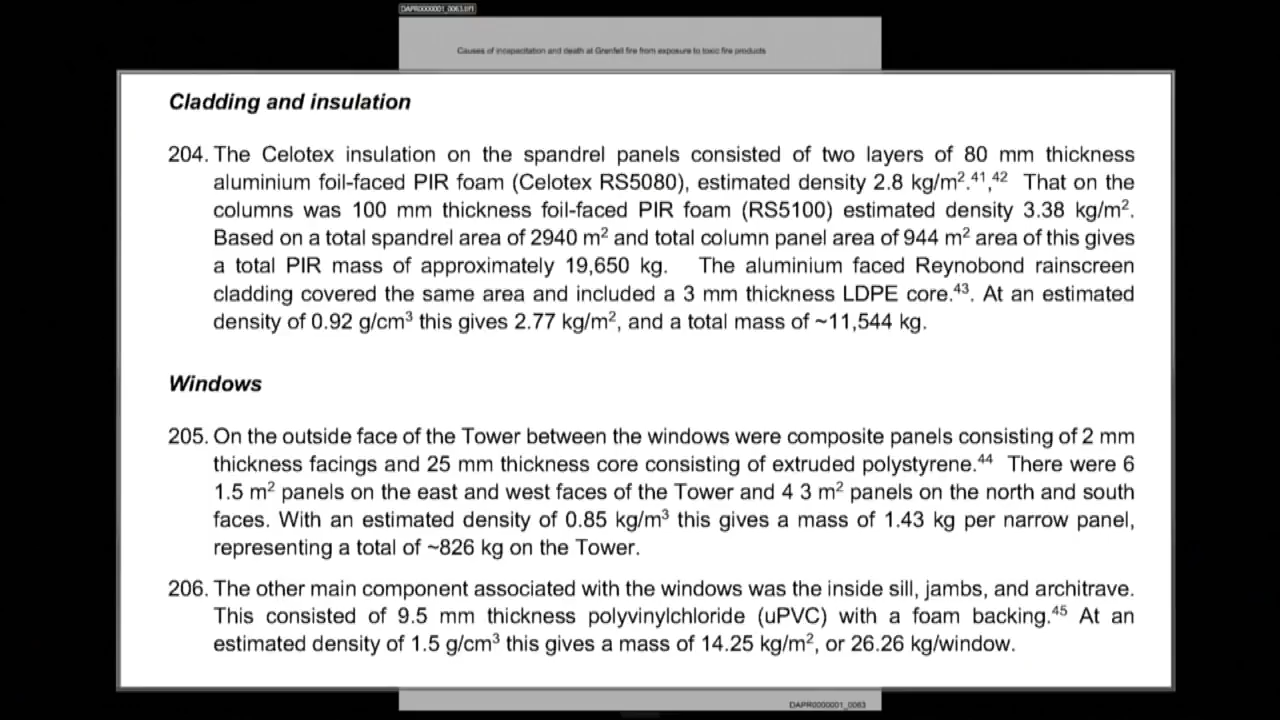 DAPR0000001_0063.tif
Causes of incapacitation and death at Grenfell fire from exposure to toxic fire products
Cladding and insulation
204. The Celotex insulation on the spandrel panels consisted of two layers of 80 mm thickness
aluminium foil-faced PIR foam (Celotex RS5080), estimated density 2.8 kg/m².⁴¹,⁴² That on the
columns was 100 mm thickness foil-faced PIR foam (RS5100) estimated density 3.38 kg/m².
Based on a total spandrel area of 2940 m² and total column panel area of 944 m² area of this gives
a total PIR mass of approximately 19,650 kg. The aluminium faced Reynobond rainscreen
cladding covered the same area and included a 3 mm thickness LDPE core.⁴³. At an estimated
density of 0.92 g/cm³ this gives 2.77 kg/m², and a total mass of ~11,544 kg.
Windows
205. On the outside face of the Tower between the windows were composite panels consisting of 2 mm
thickness facings and 25 mm thickness core consisting of extruded polystyrene.⁴⁴ There were 6
1.5 m² panels on the east and west faces of the Tower and 4 3 m² panels on the north and south
faces. With an estimated density of 0.85 kg/m³ this gives a mass of 1.43 kg per narrow panel,
representing a total of ~826 kg on the Tower.
206. The other main component associated with the windows was the inside sill, jambs, and architrave.
This consisted of 9.5 mm thickness polyvinylchloride (uPVC) with a foam backing.⁴⁵ At an
estimated density of 1.5 g/cm³ this gives a mass of 14.25 kg/m², or 26.26 kg/window.
DAPR0000001_0063